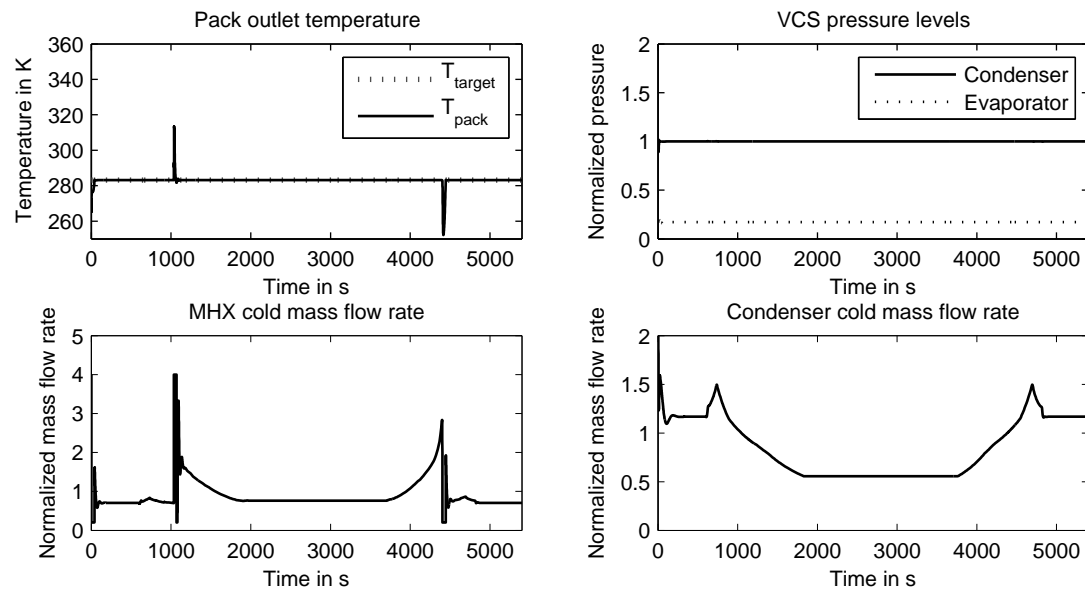 Pack outlet temperature
360
340
320
300
280
260
Temperature in K
T_target
T_pack
0 1000 2000 3000 4000 5000
Time in s
VCS pressure levels
2
1.5
1
0.5
0
Normalized pressure
Condenser
Evaporator
0 1000 2000 3000 4000 5000
Time in s
MHX cold mass flow rate
5
4
3
2
1
0
Normalized mass flow rate
0 1000 2000 3000 4000 5000
Time in s
Condenser cold mass flow rate
2
1.5
1
0.5
0
Normalized mass flow rate
0 1000 2000 3000 4000 5000
Time in s